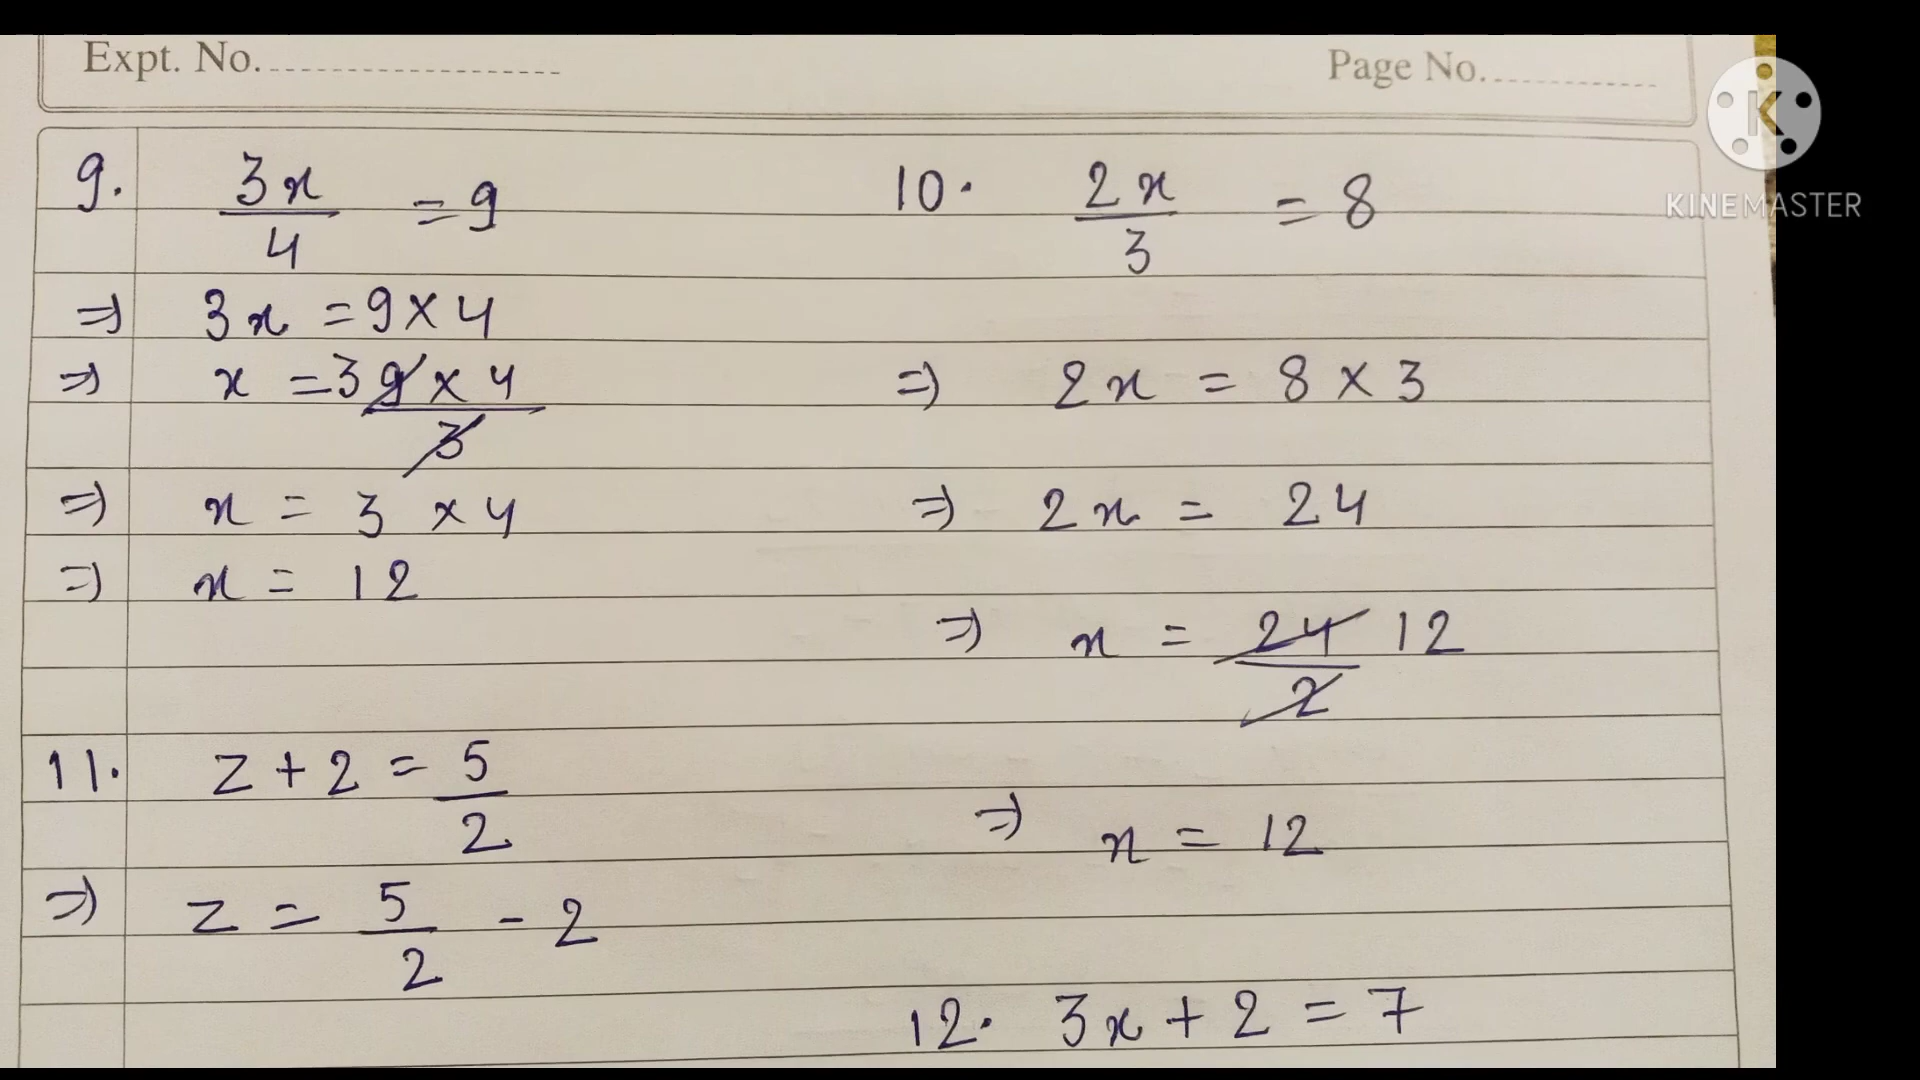 Expt. No.
Page No.
KINEMASTER
9. 3x/4 = 9
⇒ 3x = 9 × 4
⇒ x = 3 9 × 4 / 3
⇒ x = 3 × 4
⇒ x = 12
10. 2x/3 = 8
⇒ 2x = 8 × 3
⇒ 2x = 24
⇒ x = 24/2 12
⇒ x = 12
11. z + 2 = 5/2
⇒ z = 5/2 - 2
12. 3x + 2 = 7